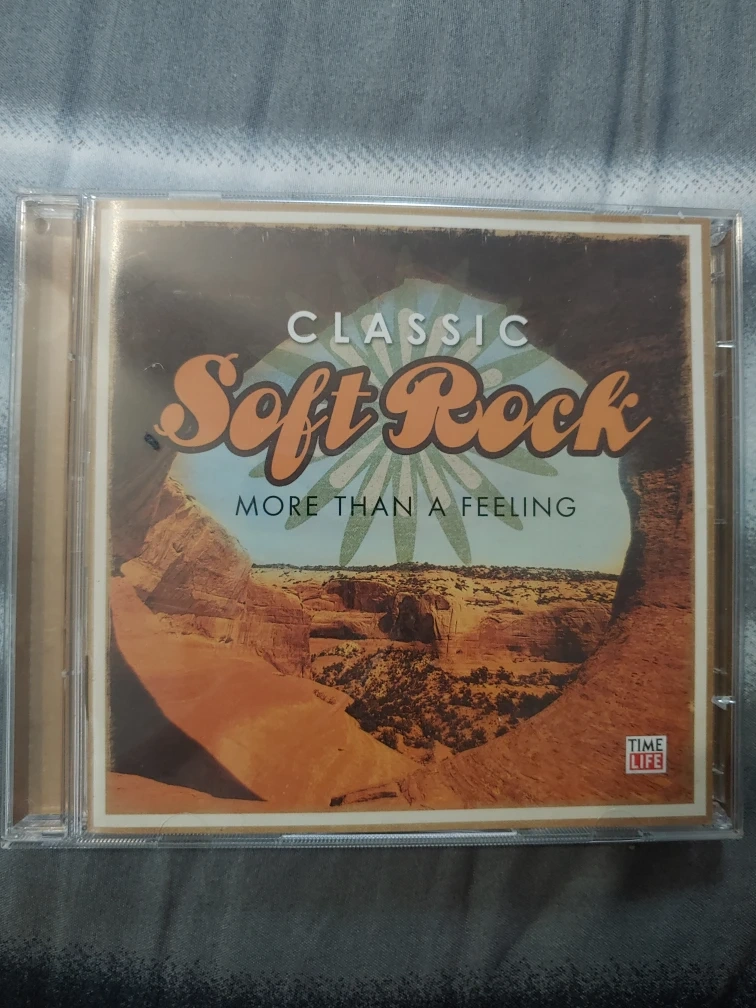 CLASSIC
Soft Rock
MORE THAN A FEELING
TIME
LIFE